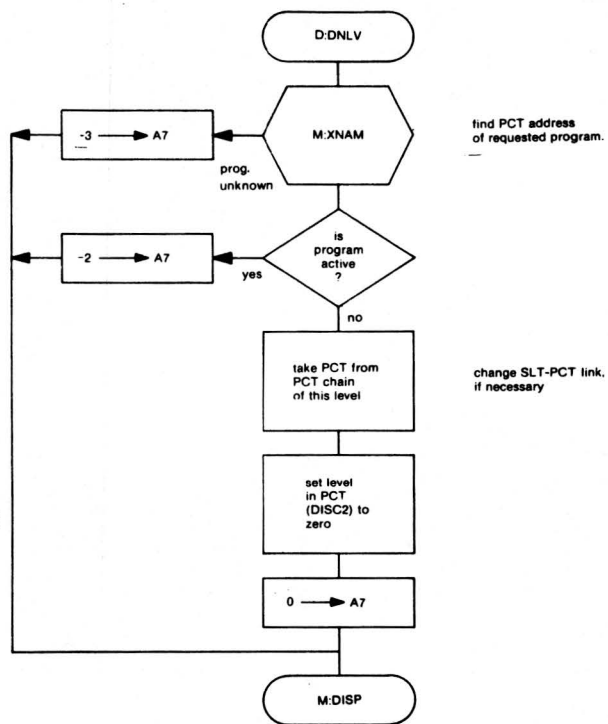 D:DNLV
M:XNAM
find PCT address
of requested program.
-3 → A7
prog.
unknown
is
program
active
?
-2 → A7
yes
no
take PCT from
PCT chain
of this level
change SLT-PCT link,
if necessary
set level
in PCT
(DISC2) to
zero
0 → A7
M:DISP